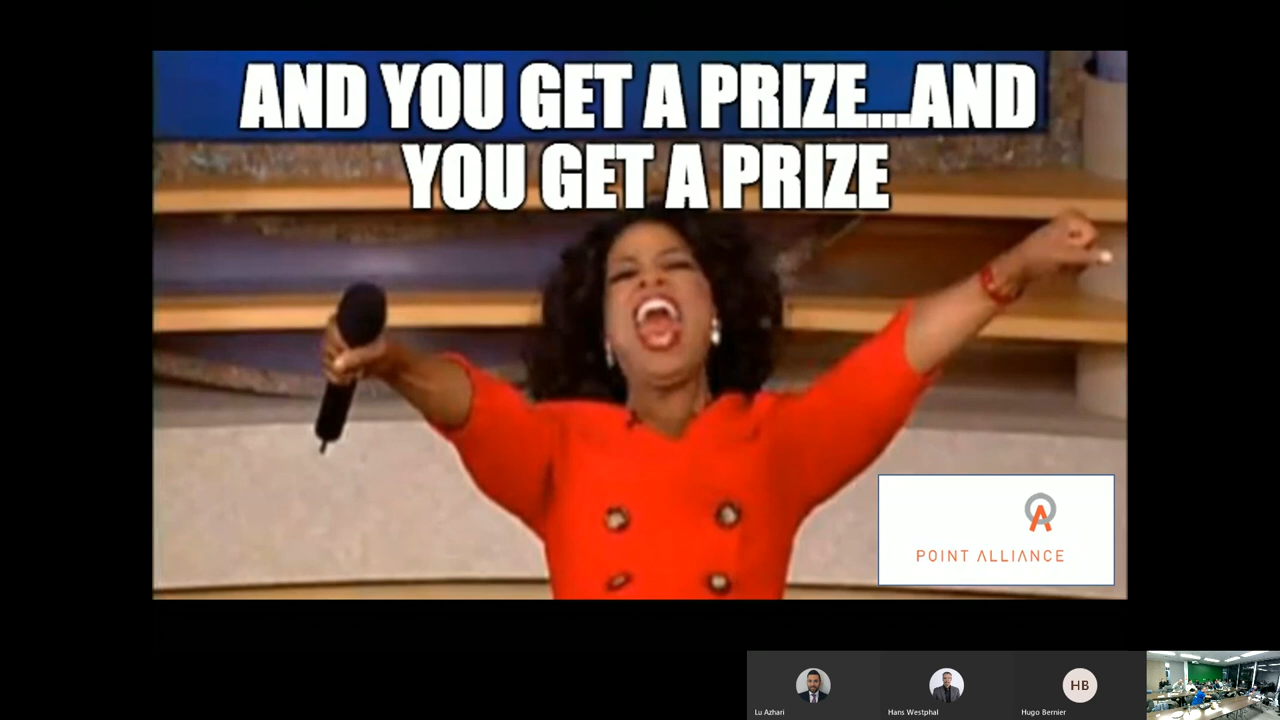 AND YOU GET A PRIZE...AND
YOU GET A PRIZE
POINT ALLIANCE
Lu Azhari
Hans Westphal
HB
Hugo Bernier